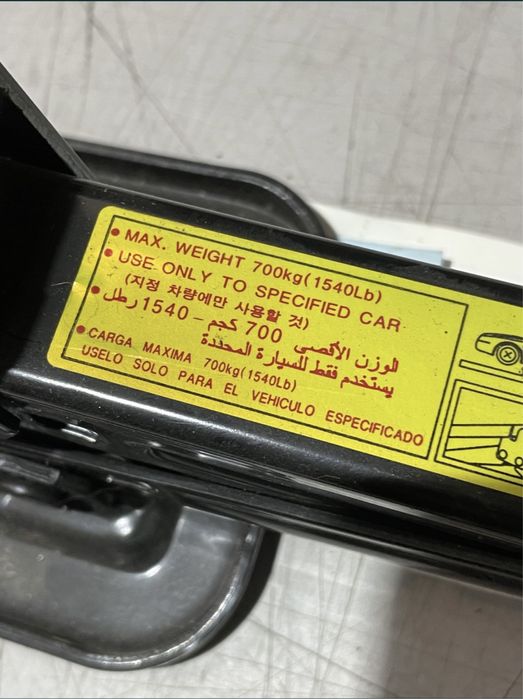 • MAX. WEIGHT 700kg(1540Lb)
• USE ONLY TO SPECIFIED CAR
(지정 차량에만 사용할 것)
• الوزن الأقصى 700 كجم - 1540 رطل
يستخدم فقط للسيارة المحددة
• CARGA MAXIMA 700kg(1540Lb)
USELO SOLO PARA EL VEHICULO ESPECIFICADO